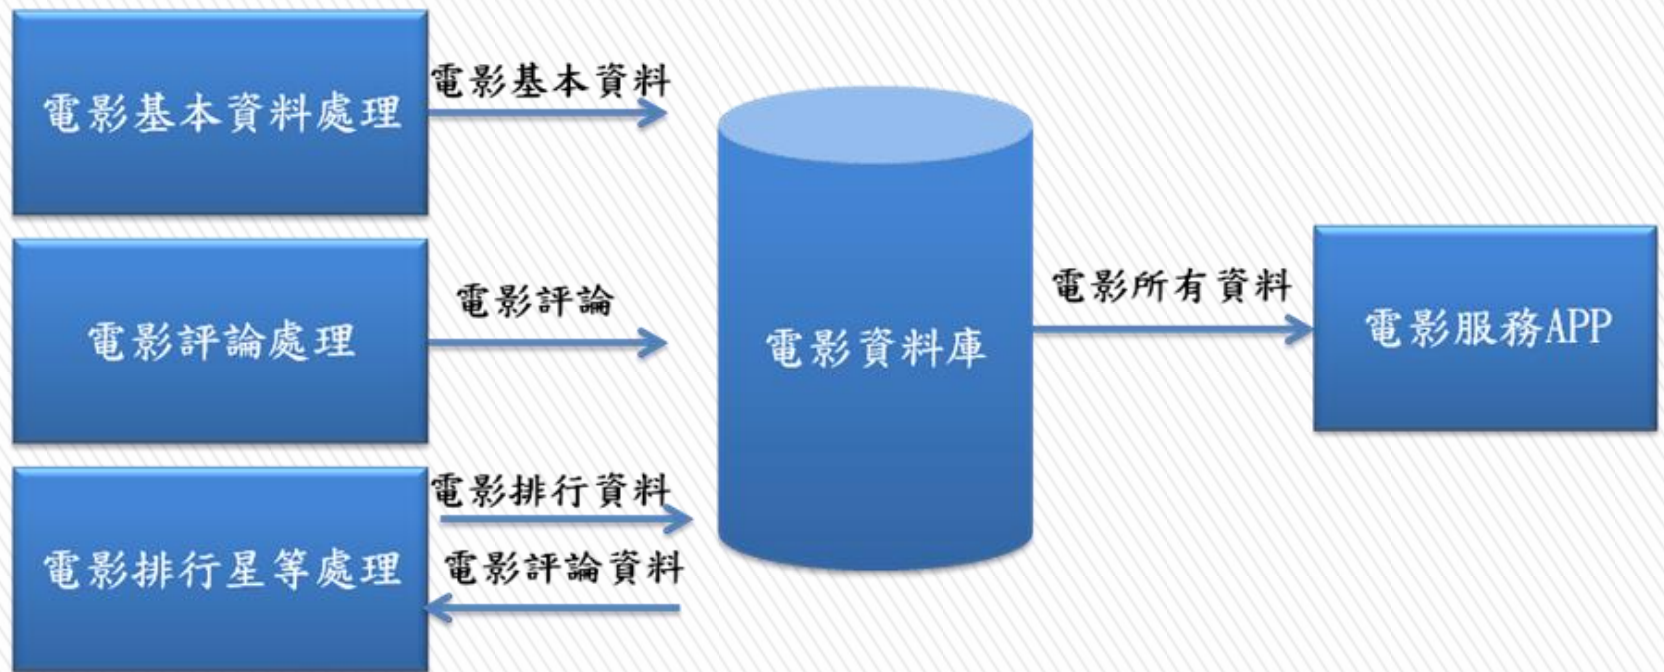 電影基本資料處理
電影基本資料
電影評論處理
電影評論
電影排行星等處理
電影排行資料
電影評論資料
電影資料庫
電影所有資料
電影服務APP